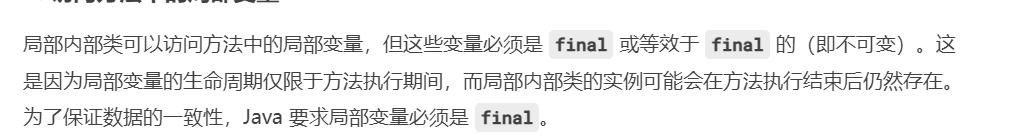 局部内部类可以访问方法中的局部变量，但这些变量必须是 final 或等效于 final 的（即不可变）。这
是因为局部变量的生命周期仅限于方法执行期间，而局部内部类的实例可能会在方法执行结束后仍然存在。
为了保证数据的一致性，Java 要求局部变量必须是 final。